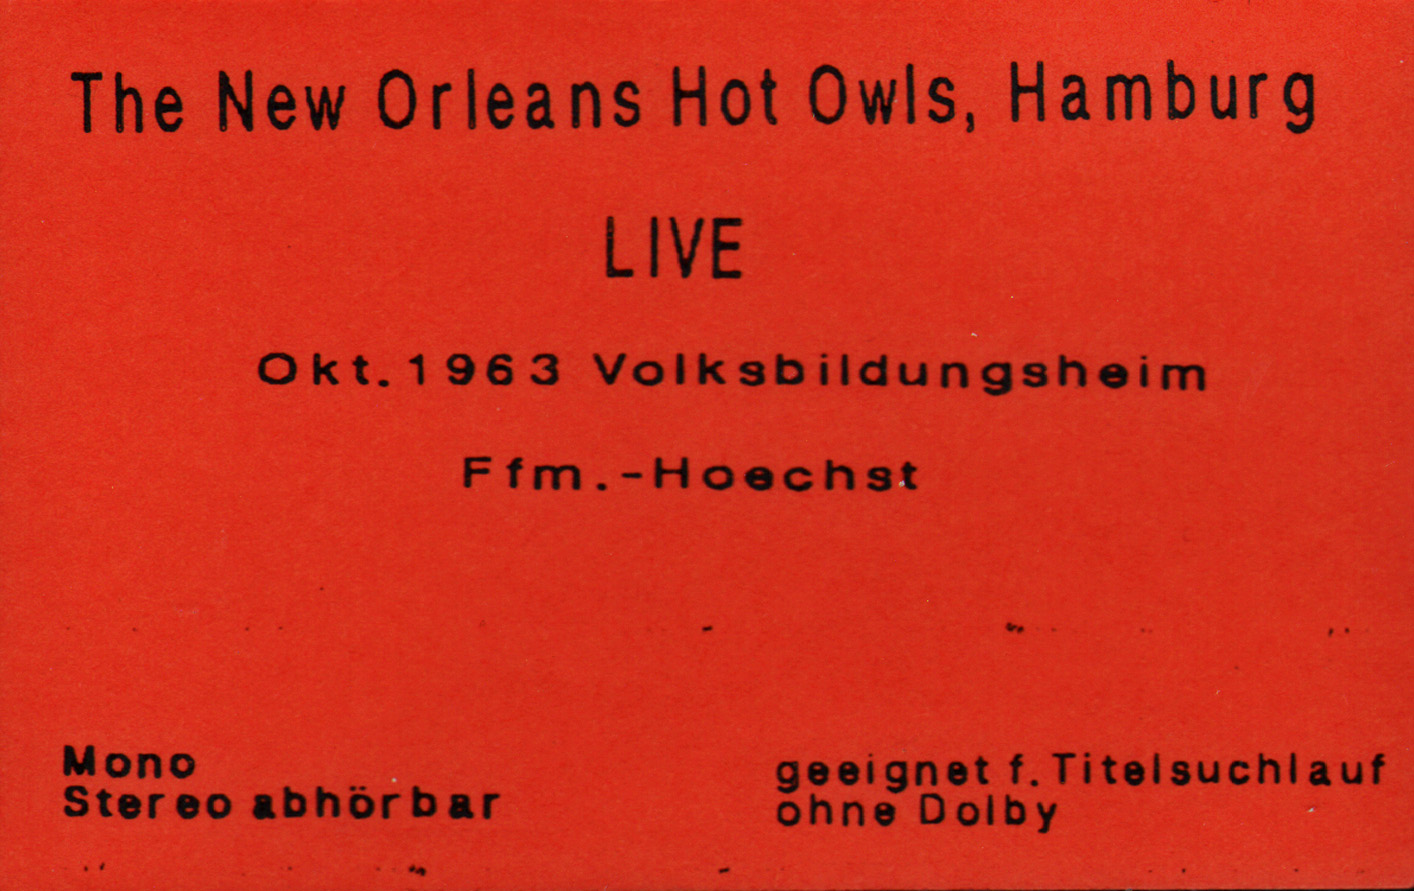 The New Orleans Hot Owls, Hamburg
LIVE
Okt.1963 Volksbildungsheim
Ffm.-Hoechst
Mono
Stereo abhörbar
geeignet f. Titelsuchlauf
ohne Dolby